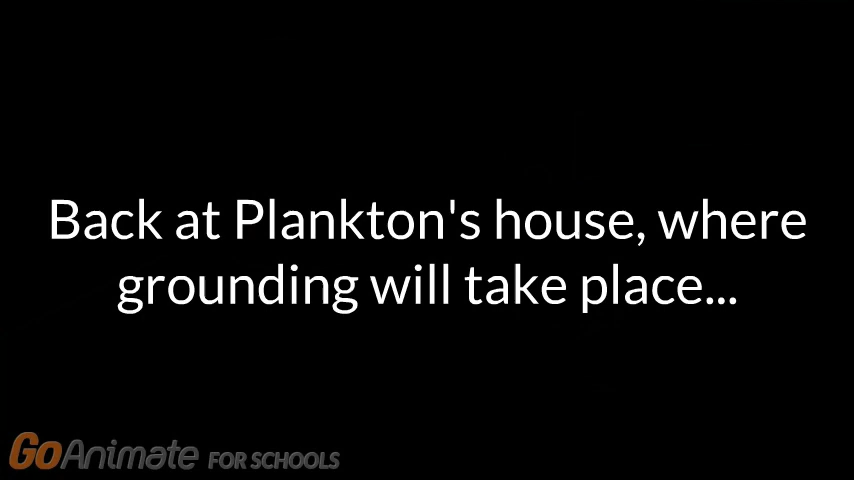 Back at Plankton's house, where
grounding will take place...
GoAnimate FOR SCHOOLS